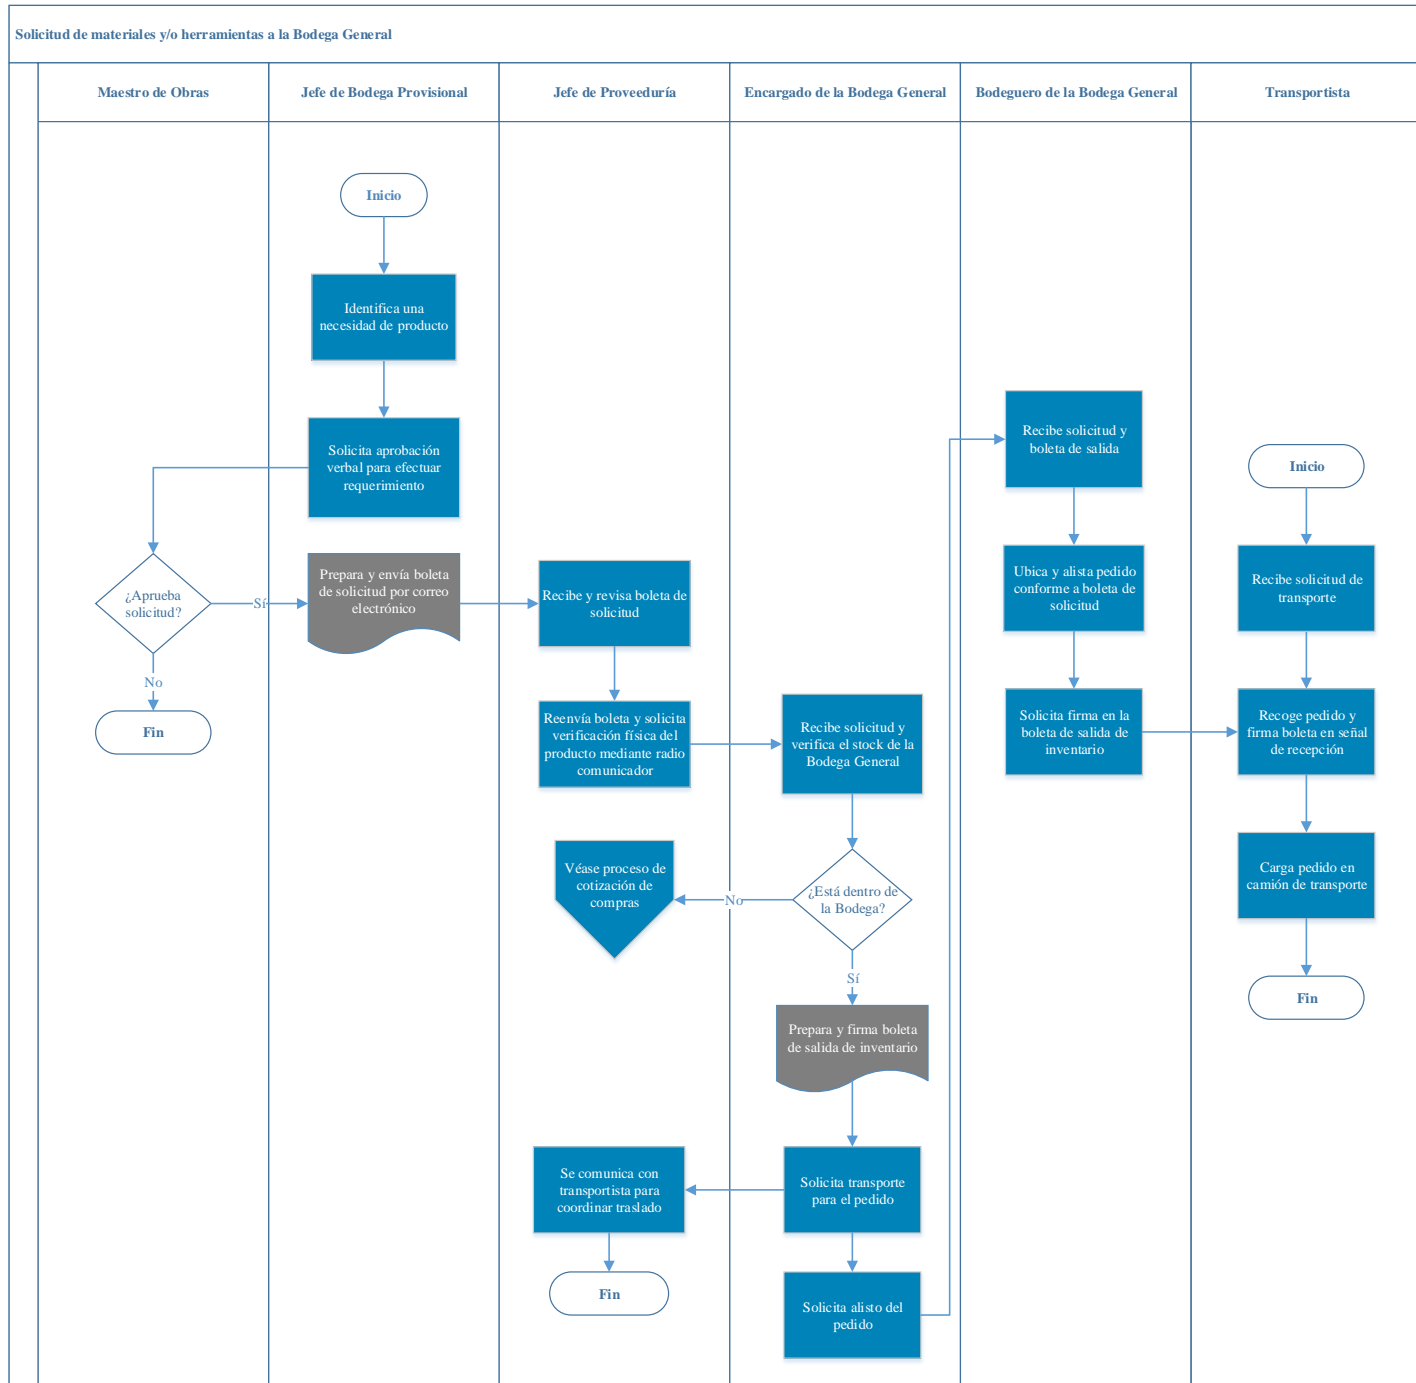 Solicitud de materiales y/o herramientas a la Bodega General
Maestro de Obras
Jefe de Bodega Provisional
Jefe de Proveeduría
Encargado de la Bodega General
Bodeguero de la Bodega General
Transportista
Inicio
Identifica una
necesidad de producto
Solicita aprobación
verbal para efectuar
requerimiento
¿Aprueba
solicitud?
Sí
No
Fin
Prepara y envía boleta
de solicitud por correo
electrónico
Recibe y revisa boleta de
solicitud
Reenvía boleta y solicita
verificación física del
producto mediante radio
comunicador
Recibe solicitud y
verifica el stock de la
Bodega General
¿Está dentro de
la Bodega?
No
Véase proceso de
cotización de
compras
Sí
Prepara y firma boleta
de salida de inventario
Solicita transporte
para el pedido
Se comunica con
transportista para
coordinar traslado
Fin
Solicita alisto del
pedido
Recibe solicitud y
boleta de salida
Ubica y alista pedido
conforme a boleta de
solicitud
Solicita firma en la
boleta de salida de
inventario
Inicio
Recibe solicitud de
transporte
Recoge pedido y
firma boleta en señal
de recepción
Carga pedido en
camión de transporte
Fin